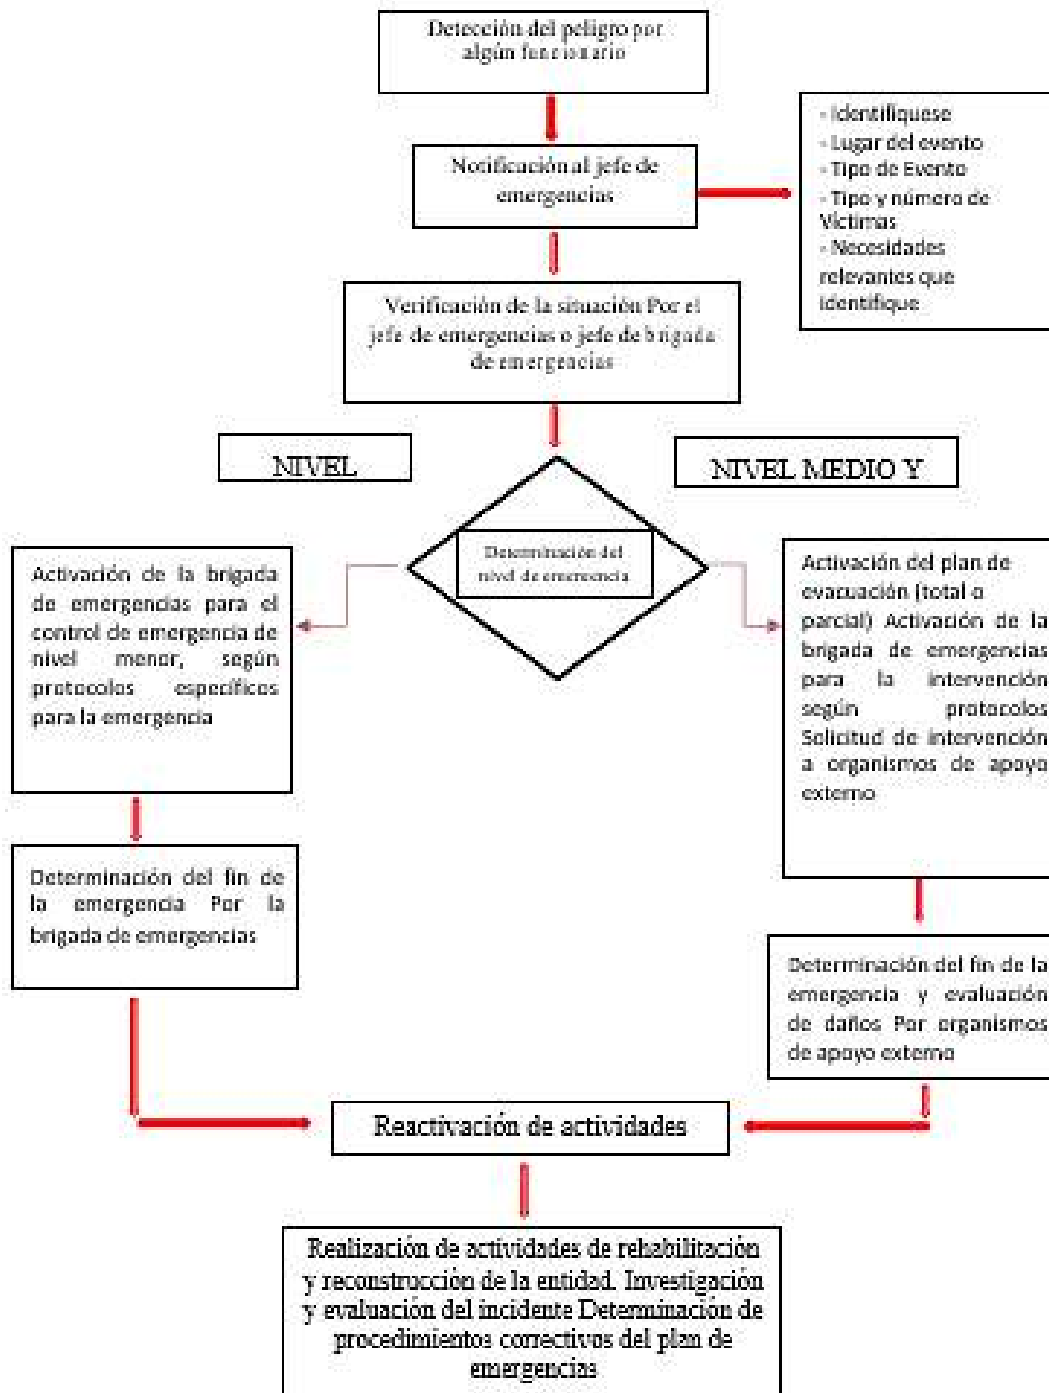 Detección del peligro por
algún funcionario
Notificación al jefe de
emergencias
- Identifiquese
- Lugar del evento
- Tipo de Evento
- Tipo y número de
Victimas
- Necesidades
relevantes que
identifique
Verificación de la situación Por el
jefe de emergencias o jefe de brigada
de emergencias
NIVEL
NIVEL MEDIO Y
Determinación del
nivel de emergencia
Activación de la brigada
de emergencias para el
control de emergencia de
nivel menor, según
protocolos específicos
para la emergencia
Activación del plan de
evacuación (total o
parcial) Activación de la
brigada de emergencias
para la intervención
según protocolos
Solicitud de intervención
a organismos de apoyo
externo
Determinación del fin de
la emergencia Por la
brigada de emergencias
Determinación del fin de la
emergencia y evaluación
de daños Por organismos
de apoyo externo
Reactivación de actividades
Realización de actividades de rehabilitación
y reconstrucción de la entidad. Investigación
y evaluación del incidente Determinación de
procedimientos correctivos del plan de
emergencias